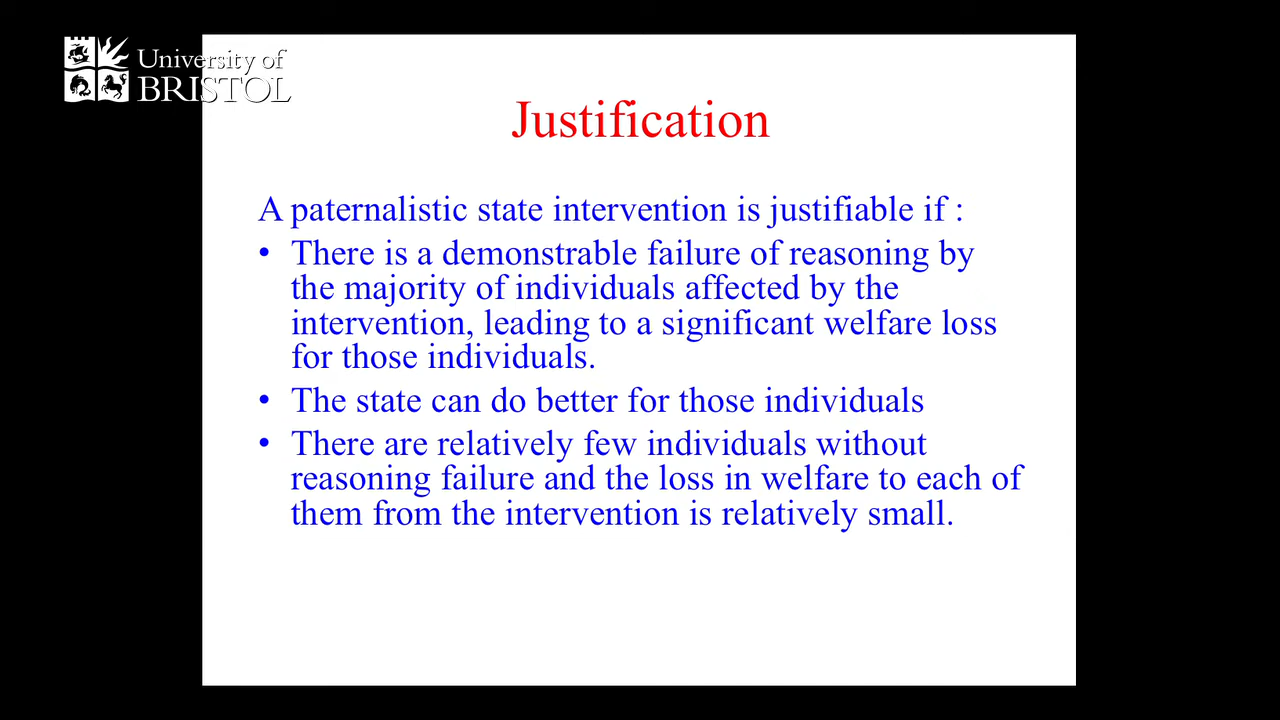 University of
BRISTOL
Justification
A paternalistic state intervention is justifiable if :
• There is a demonstrable failure of reasoning by
the majority of individuals affected by the
intervention, leading to a significant welfare loss
for those individuals.
• The state can do better for those individuals
• There are relatively few individuals without
reasoning failure and the loss in welfare to each of
them from the intervention is relatively small.